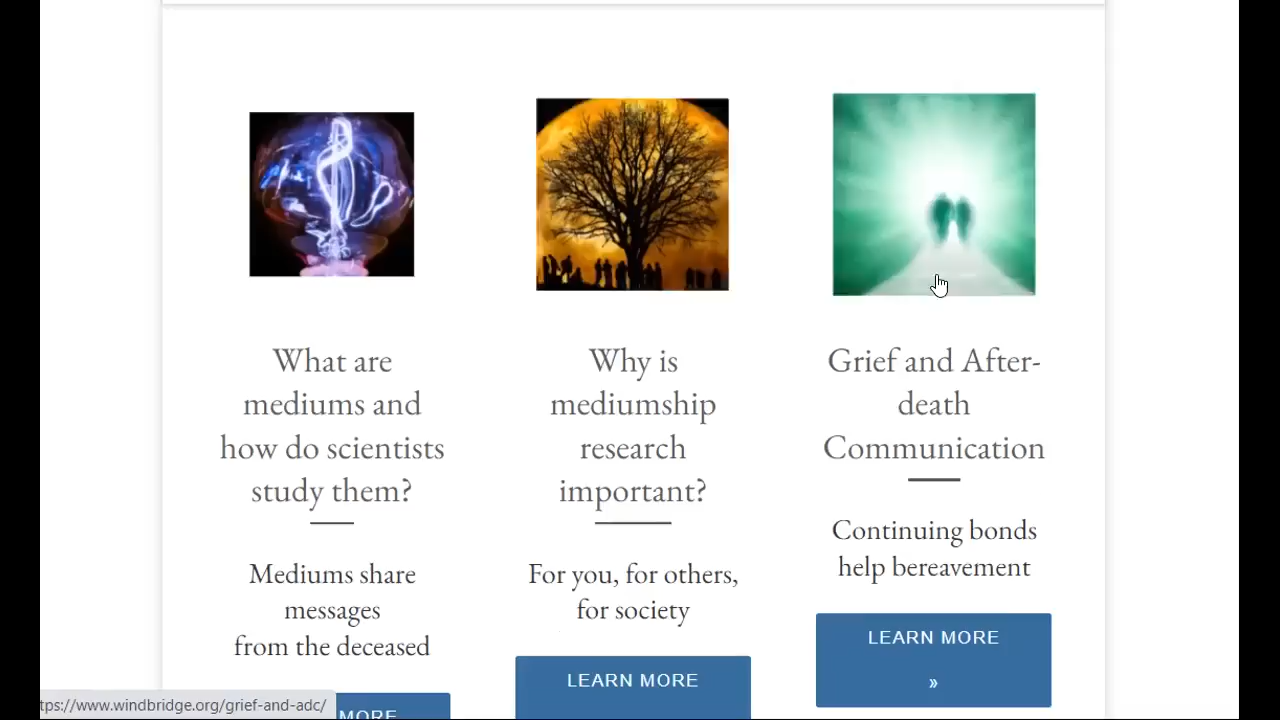 What are
mediums and
how do scientists
study them?
Mediums share
messages
from the deceased
MORE
Why is
mediumship
research
important?
For you, for others,
for society
LEARN MORE
Grief and After-
death
Communication
Continuing bonds
help bereavement
LEARN MORE
»
tps://www.windbridge.org/grief-and-adc/